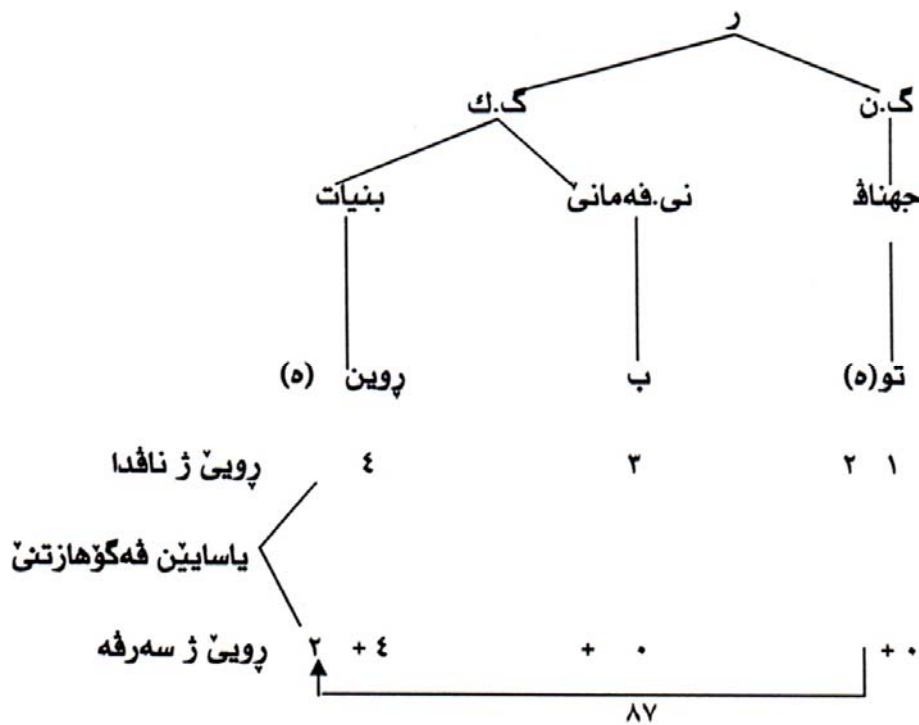 ر
گ.ن گ.ك
جهناڤ نی.فەمانێ بنیات
تو(ە) ب ڕوین (ە)
١ ٢ ٣ ٤ ڕویێ ژ ناڤدا
یاسایێن ڤەگۆهازتنێ
٠ + ٠ + ٤ + ٢ ڕویێ ژ سەرڤە
٨٧